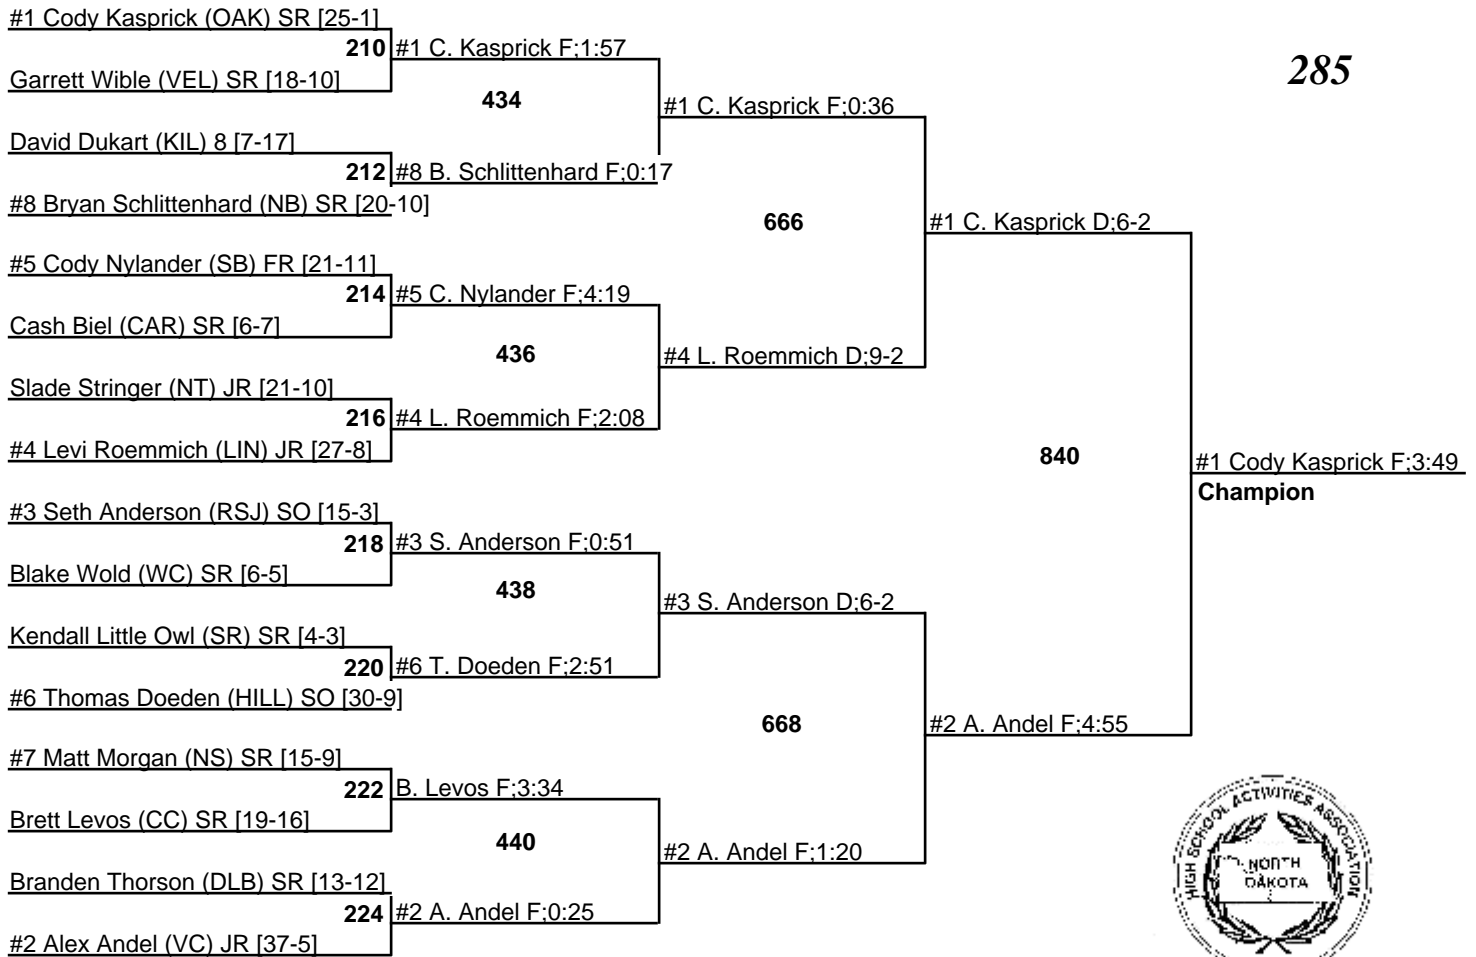 #1 Cody Kasprick (OAK) SR [25-1]
210
#1 C. Kasprick F;1:57
Garrett Wible (VEL) SR [18-10]
285
434
#1 C. Kasprick F;0:36
David Dukart (KIL) 8 [7-17]
212
#8 B. Schlittenhard F;0:17
#8 Bryan Schlittenhard (NB) SR [20-10]
666
#1 C. Kasprick D;6-2
#5 Cody Nylander (SB) FR [21-11]
214
#5 C. Nylander F;4:19
Cash Biel (CAR) SR [6-7]
436
#4 L. Roemmich D;9-2
Slade Stringer (NT) JR [21-10]
216
#4 L. Roemmich F;2:08
#4 Levi Roemmich (LIN) JR [27-8]
840
#1 Cody Kasprick F;3:49
Champion
#3 Seth Anderson (RSJ) SO [15-3]
218
#3 S. Anderson F;0:51
Blake Wold (WC) SR [6-5]
438
#3 S. Anderson D;6-2
Kendall Little Owl (SR) SR [4-3]
220
#6 T. Doeden F;2:51
#6 Thomas Doeden (HILL) SO [30-9]
668
#2 A. Andel F;4:55
#7 Matt Morgan (NS) SR [15-9]
222
B. Levos F;3:34
Brett Levos (CC) SR [19-16]
440
#2 A. Andel F;1:20
Branden Thorson (DLB) SR [13-12]
224
#2 A. Andel F;0:25
#2 Alex Andel (VC) JR [37-5]
HIGH SCHOOL ACTIVITIES ASSOCIATION
NORTH
DAKOTA